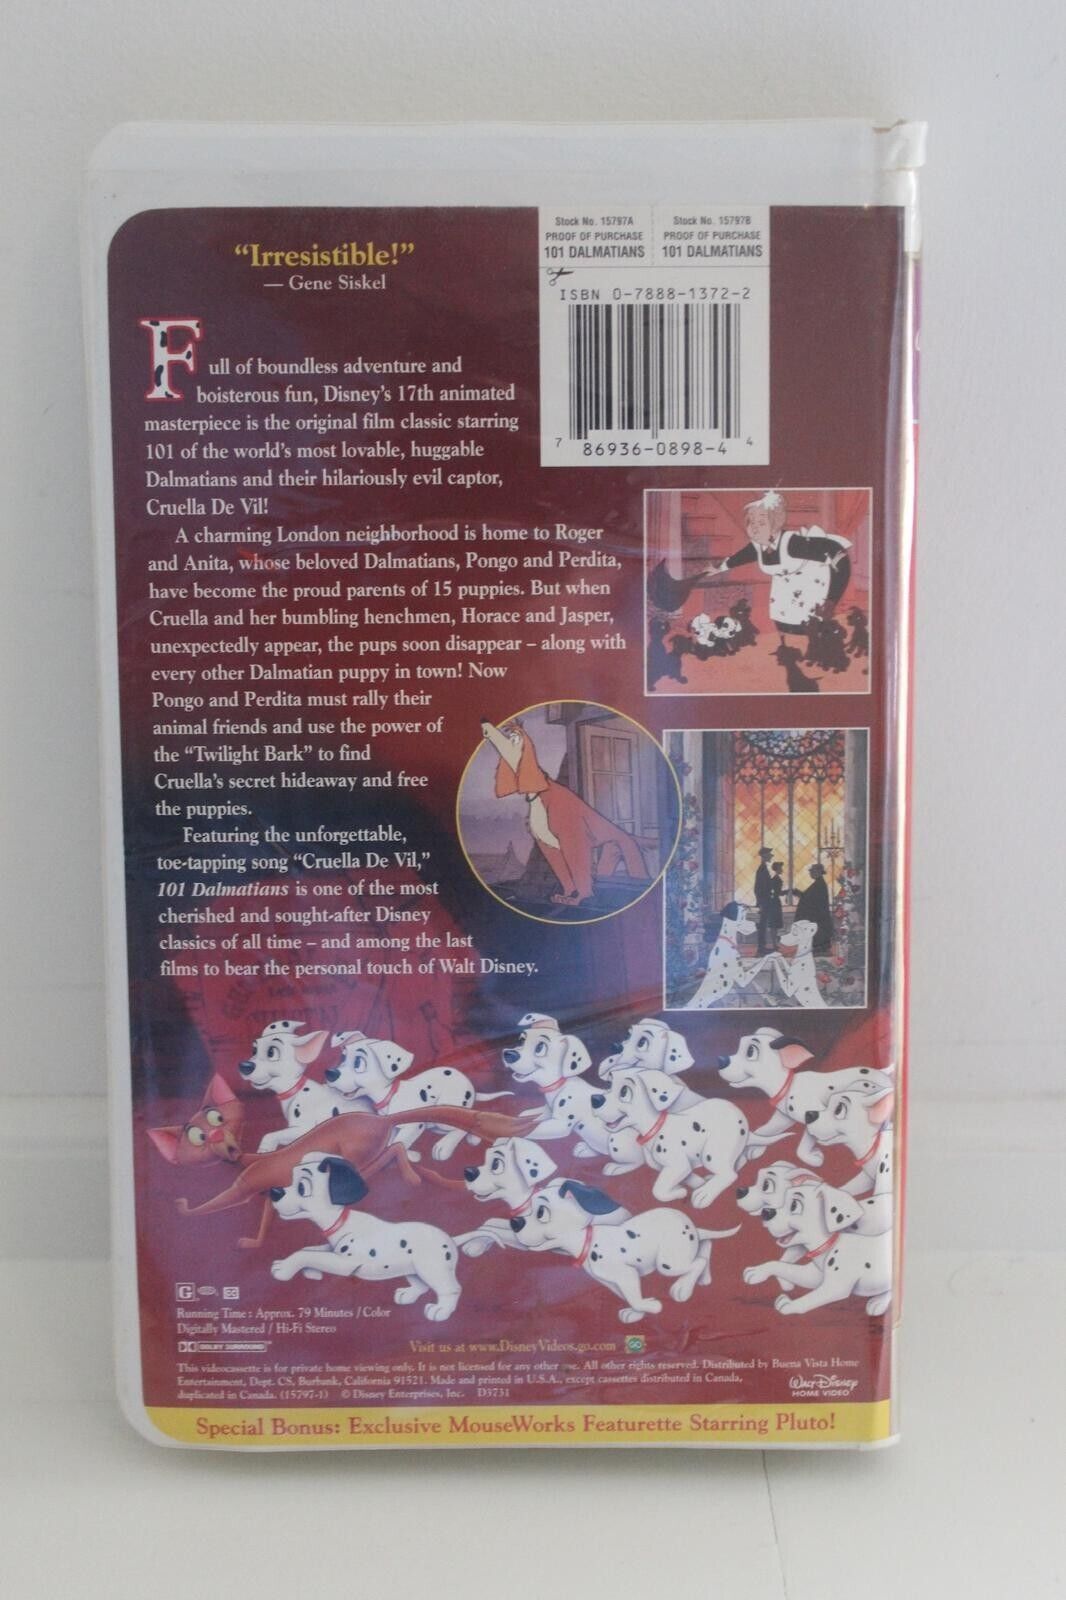 "Irresistible!"
— Gene Siskel
Stock No. 15797A
PROOF OF PURCHASE
101 DALMATIANS
Stock No. 15797B
PROOF OF PURCHASE
101 DALMATIANS
ISBN 0-7888-1372-2
7 86936-0898-4 4
Full of boundless adventure and
boisterous fun, Disney's 17th animated
masterpiece is the original film classic starring
101 of the world's most lovable, huggable
Dalmatians and their hilariously evil captor,
Cruella De Vil!
A charming London neighborhood is home to Roger
and Anita, whose beloved Dalmatians, Pongo and Perdita,
have become the proud parents of 15 puppies. But when
Cruella and her bumbling henchmen, Horace and Jasper,
unexpectedly appear, the pups soon disappear – along with
every other Dalmatian puppy in town! Now
Pongo and Perdita must rally their
animal friends and use the power of
the "Twilight Bark" to find
Cruella's secret hideaway and free
the puppies.
Featuring the unforgettable,
toe-tapping song "Cruella De Vil,"
101 Dalmatians is one of the most
cherished and sought-after Disney
classics of all time – and among the last
films to bear the personal touch of Walt Disney.
G
Running Time: Approx. 79 Minutes / Color
Digitally Mastered / Hi-Fi Stereo
DOLBY SURROUND
Visit us at www.DisneyVideos.go.com GO
This videocassette is for private home viewing only. It is not licensed for any other use. All other rights reserved. Distributed by Buena Vista Home
Entertainment, Dept. CS, Burbank, California 91521. Made and printed in U.S.A., except cassettes distributed in Canada,
duplicated in Canada. (15797-1) © Disney Enterprises, Inc. D3731
Walt Disney
HOME VIDEO
Special Bonus: Exclusive MouseWorks Featurette Starring Pluto!